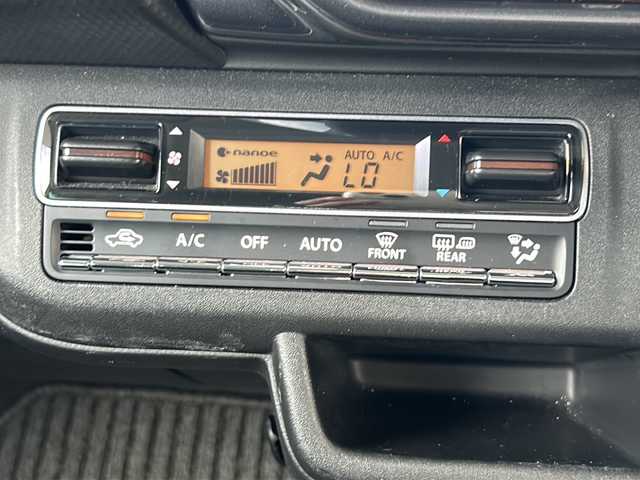 nanoe AUTO A/C
LO
A/C OFF AUTO FRONT REAR